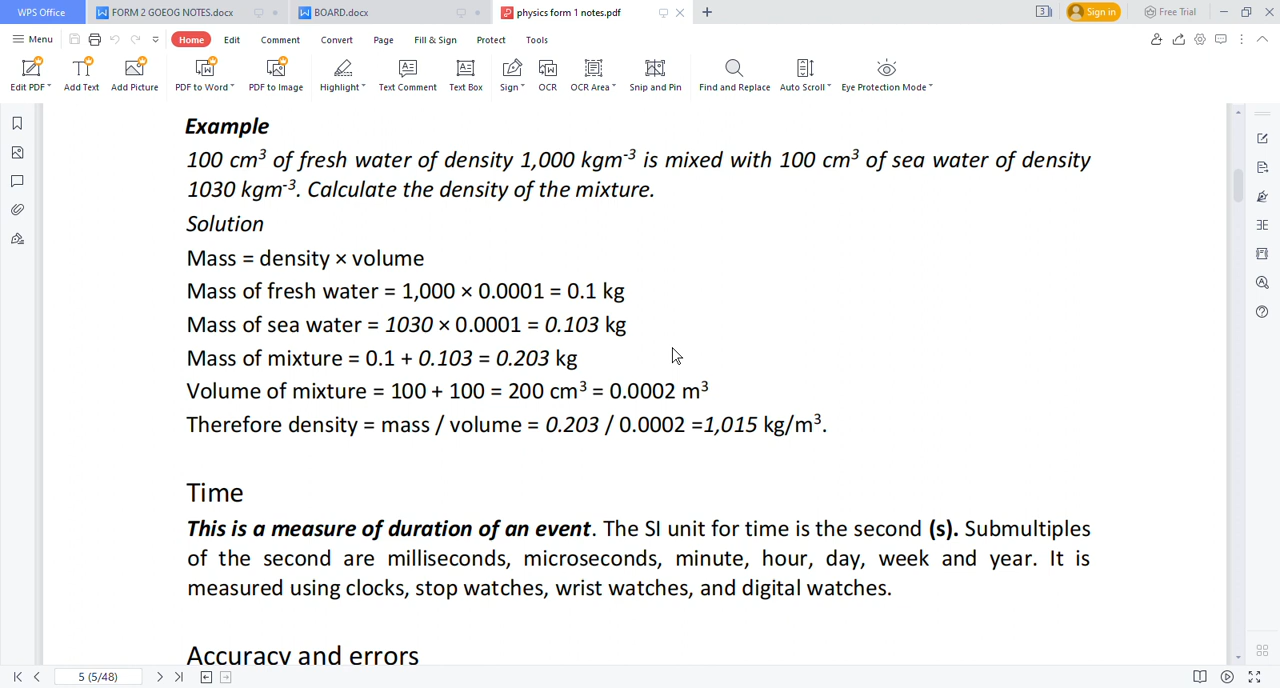 WPS Office
FORM 2 GOEOG NOTES.docx
BOARD.docx
physics form 1 notes.pdf
Sign in
Free Trial
Menu
Home
Edit
Comment
Convert
Page
Fill & Sign
Protect
Tools
Edit PDF
Add Text
Add Picture
PDF to Word
PDF to Image
Highlight
Text Comment
Text Box
Sign
OCR
OCR Area
Snip and Pin
Find and Replace
Auto Scroll
Eye Protection Mode
Example
100 cm³ of fresh water of density 1,000 kgm⁻³ is mixed with 100 cm³ of sea water of density
1030 kgm⁻³. Calculate the density of the mixture.
Solution
Mass = density × volume
Mass of fresh water = 1,000 × 0.0001 = 0.1 kg
Mass of sea water = 1030 × 0.0001 = 0.103 kg
Mass of mixture = 0.1 + 0.103 = 0.203 kg
Volume of mixture = 100 + 100 = 200 cm³ = 0.0002 m³
Therefore density = mass / volume = 0.203 / 0.0002 =1,015 kg/m³.
Time
This is a measure of duration of an event. The SI unit for time is the second (s). Submultiples
of the second are milliseconds, microseconds, minute, hour, day, week and year. It is
measured using clocks, stop watches, wrist watches, and digital watches.
Accuracy and errors
5 (5/48)